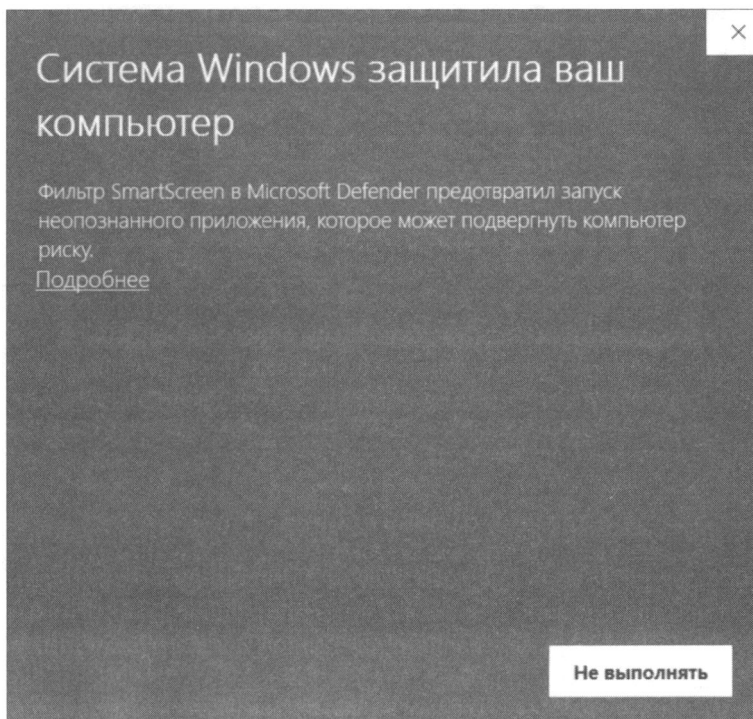 Система Windows защитила ваш
компьютер
Фильтр SmartScreen в Microsoft Defender предотвратил запуск
неопознанного приложения, которое может подвергнуть компьютер
риску.
Подробнее
Не выполнять